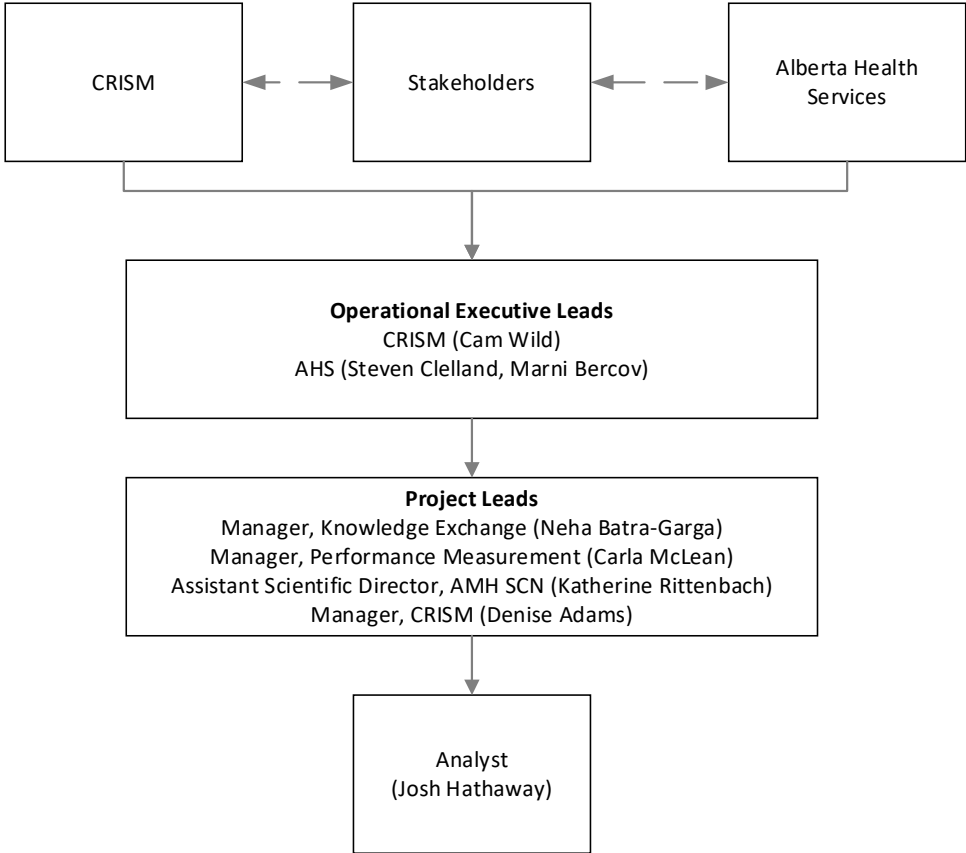 CRISM
Stakeholders
Alberta Health
Services
Operational Executive Leads
CRISM (Cam Wild)
AHS (Steven Clelland, Marni Bercov)
Project Leads
Manager, Knowledge Exchange (Neha Batra-Garga)
Manager, Performance Measurement (Carla McLean)
Assistant Scientific Director, AMH SCN (Katherine Rittenbach)
Manager, CRISM (Denise Adams)
Analyst
(Josh Hathaway)